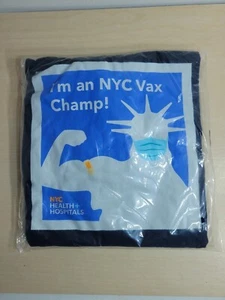 I'm an NYC Vax
Champ!
NYC
HEALTH+
HOSPITALS